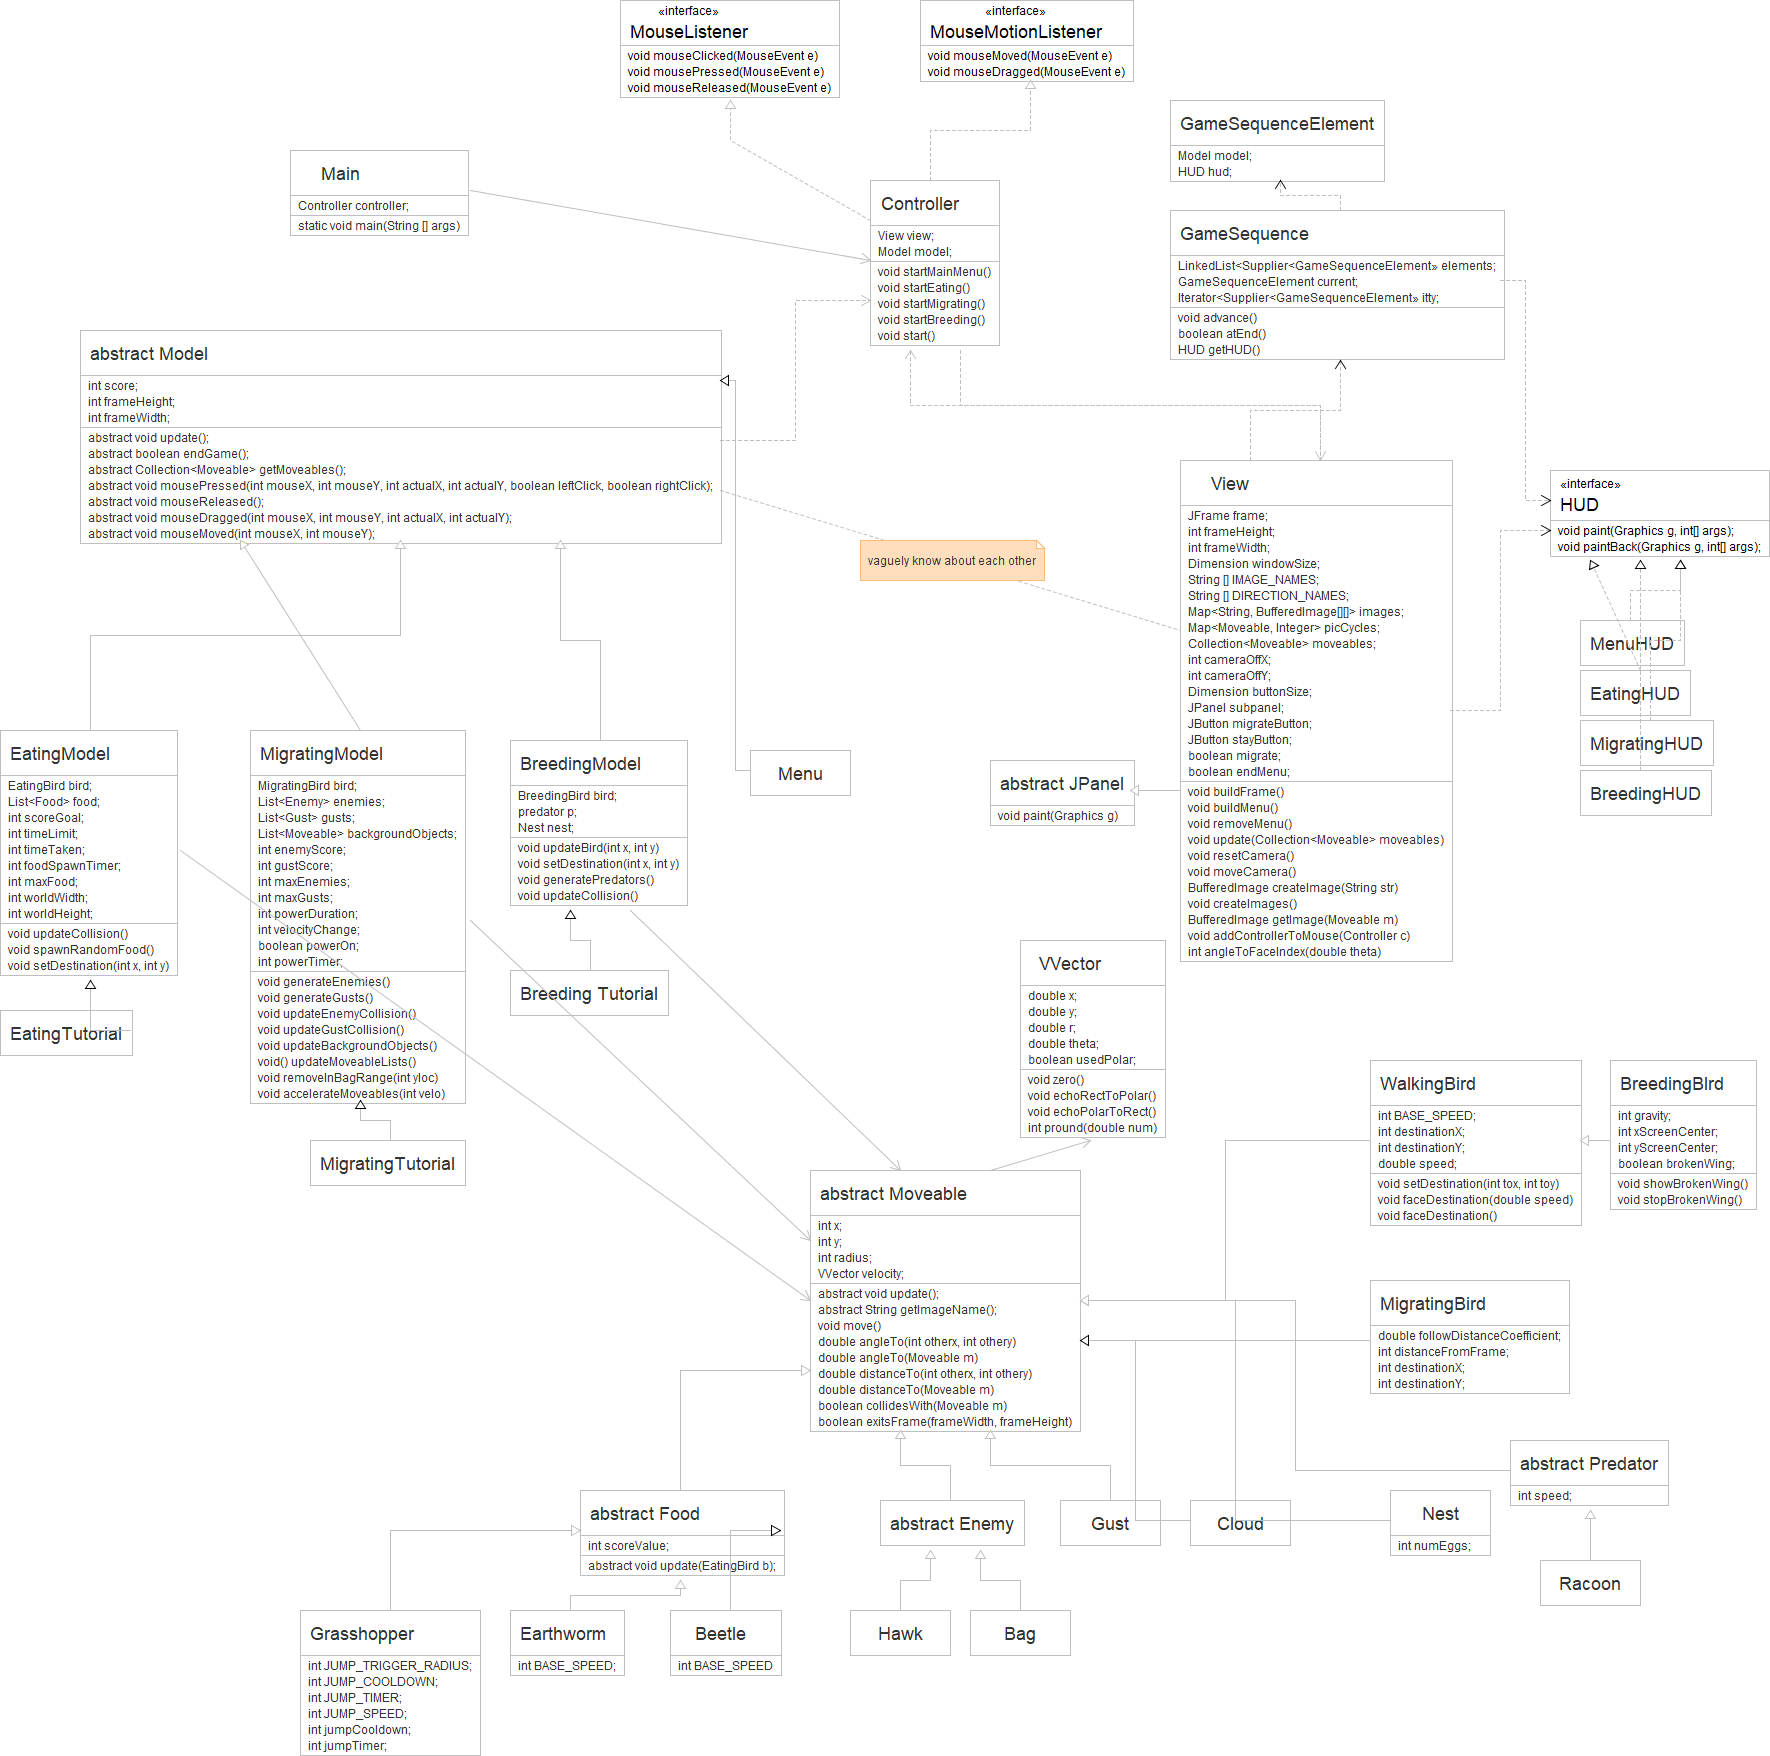 «interface»
MouseListener
void mouseClicked(MouseEvent e)
void mousePressed(MouseEvent e)
void mouseReleased(MouseEvent e)
«interface»
MouseMotionListener
void mouseMoved(MouseEvent e)
void mouseDragged(MouseEvent e)
GameSequenceElement
Model model;
HUD hud;
Main
Controller controller;
static void main(String [] args)
Controller
View view;
Model model;
void startMainMenu()
void startEating()
void startMigrating()
void startBreeding()
void start()
GameSequence
LinkedList<Supplier<GameSequenceElement» elements;
GameSequenceElement current;
Iterator<Supplier<GameSequenceElement» itty;
void advance()
boolean atEnd()
HUD getHUD()
abstract Model
int score;
int frameHeight;
int frameWidth;
abstract void update();
abstract boolean endGame();
abstract Collection<Moveable> getMoveables();
abstract void mousePressed(int mouseX, int mouseY, int actualX, int actualY, boolean leftClick, boolean rightClick);
abstract void mouseReleased();
abstract void mouseDragged(int mouseX, int mouseY, int actualX, int actualY);
abstract void mouseMoved(int mouseX, int mouseY);
vaguely know about each other
View
JFrame frame;
int frameHeight;
int frameWidth;
Dimension windowSize;
String [] IMAGE_NAMES;
String [] DIRECTION_NAMES;
Map<String, BufferedImage[][]> images;
Map<Moveable, Integer> picCycles;
Collection<Moveable> moveables;
int cameraOffX;
int cameraOffY;
Dimension buttonSize;
JPanel subpanel;
JButton migrateButton;
JButton stayButton;
boolean migrate;
boolean endMenu;
void buildFrame()
void buildMenu()
void removeMenu()
void update(Collection<Moveable> moveables)
void resetCamera()
void moveCamera()
BufferedImage createImage(String str)
void createImages()
BufferedImage getImage(Moveable m)
void addControllerToMouse(Controller c)
int angleToFaceIndex(double theta)
«interface»
HUD
void paint(Graphics g, int[] args);
void paintBack(Graphics g, int[] args);
MenuHUD
EatingHUD
MigratingHUD
BreedingHUD
EatingModel
EatingBird bird;
List<Food> food;
int scoreGoal;
int timeLimit;
int timeTaken;
int foodSpawnTimer;
int maxFood;
int worldWidth;
int worldHeight;
void updateCollision()
void spawnRandomFood()
void setDestination(int x, int y)
EatingTutorial
MigratingModel
MigratingBird bird;
List<Enemy> enemies;
List<Gust> gusts;
List<Moveable> backgroundObjects;
int enemyScore;
int gustScore;
int maxEnemies;
int maxGusts;
int powerDuration;
int velocityChange;
boolean powerOn;
int powerTimer;
void generateEnemies()
void generateGusts()
void updateEnemyCollision()
void updateGustCollision()
void updateBackgroundObjects()
void() updateMoveableLists()
void removeInBagRange(int yloc)
void accelerateMoveables(int velo)
MigratingTutorial
BreedingModel
BreedingBird bird;
predator p;
Nest nest;
void updateBird(int x, int y)
void setDestination(int x, int y)
void generatePredators()
void updateCollision()
Breeding Tutorial
Menu
abstract JPanel
void paint(Graphics g)
VVector
double x;
double y;
double r;
double theta;
boolean usedPolar;
void zero()
void echoRectToPolar()
void echoPolarToRect()
int pround(double num)
abstract Moveable
int x;
int y;
int radius;
VVector velocity;
abstract void update();
abstract String getImageName();
void move()
double angleTo(int otherx, int othery)
double angleTo(Moveable m)
double distanceTo(int otherx, int othery)
double distanceTo(Moveable m)
boolean collidesWith(Moveable m)
boolean exitsFrame(frameWidth, frameHeight)
WalkingBird
int BASE_SPEED;
int destinationX;
int destinationY;
double speed;
void setDestination(int tox, int toy)
void faceDestination(double speed)
void faceDestination()
BreedingBIrd
int gravity;
int xScreenCenter;
int yScreenCenter;
boolean brokenWing;
void showBrokenWing()
void stopBrokenWing()
MigratingBird
double followDistanceCoefficient;
int distanceFromFrame;
int destinationX;
int destinationY;
abstract Predator
int speed;
Racoon
abstract Food
int scoreValue;
abstract void update(EatingBird b);
abstract Enemy
Gust
Cloud
Nest
int numEggs;
Grasshopper
int JUMP_TRIGGER_RADIUS;
int JUMP_COOLDOWN;
int JUMP_TIMER;
int JUMP_SPEED;
int jumpCooldown;
int jumpTimer;
Earthworm
int BASE_SPEED;
Beetle
int BASE_SPEED
Hawk
Bag